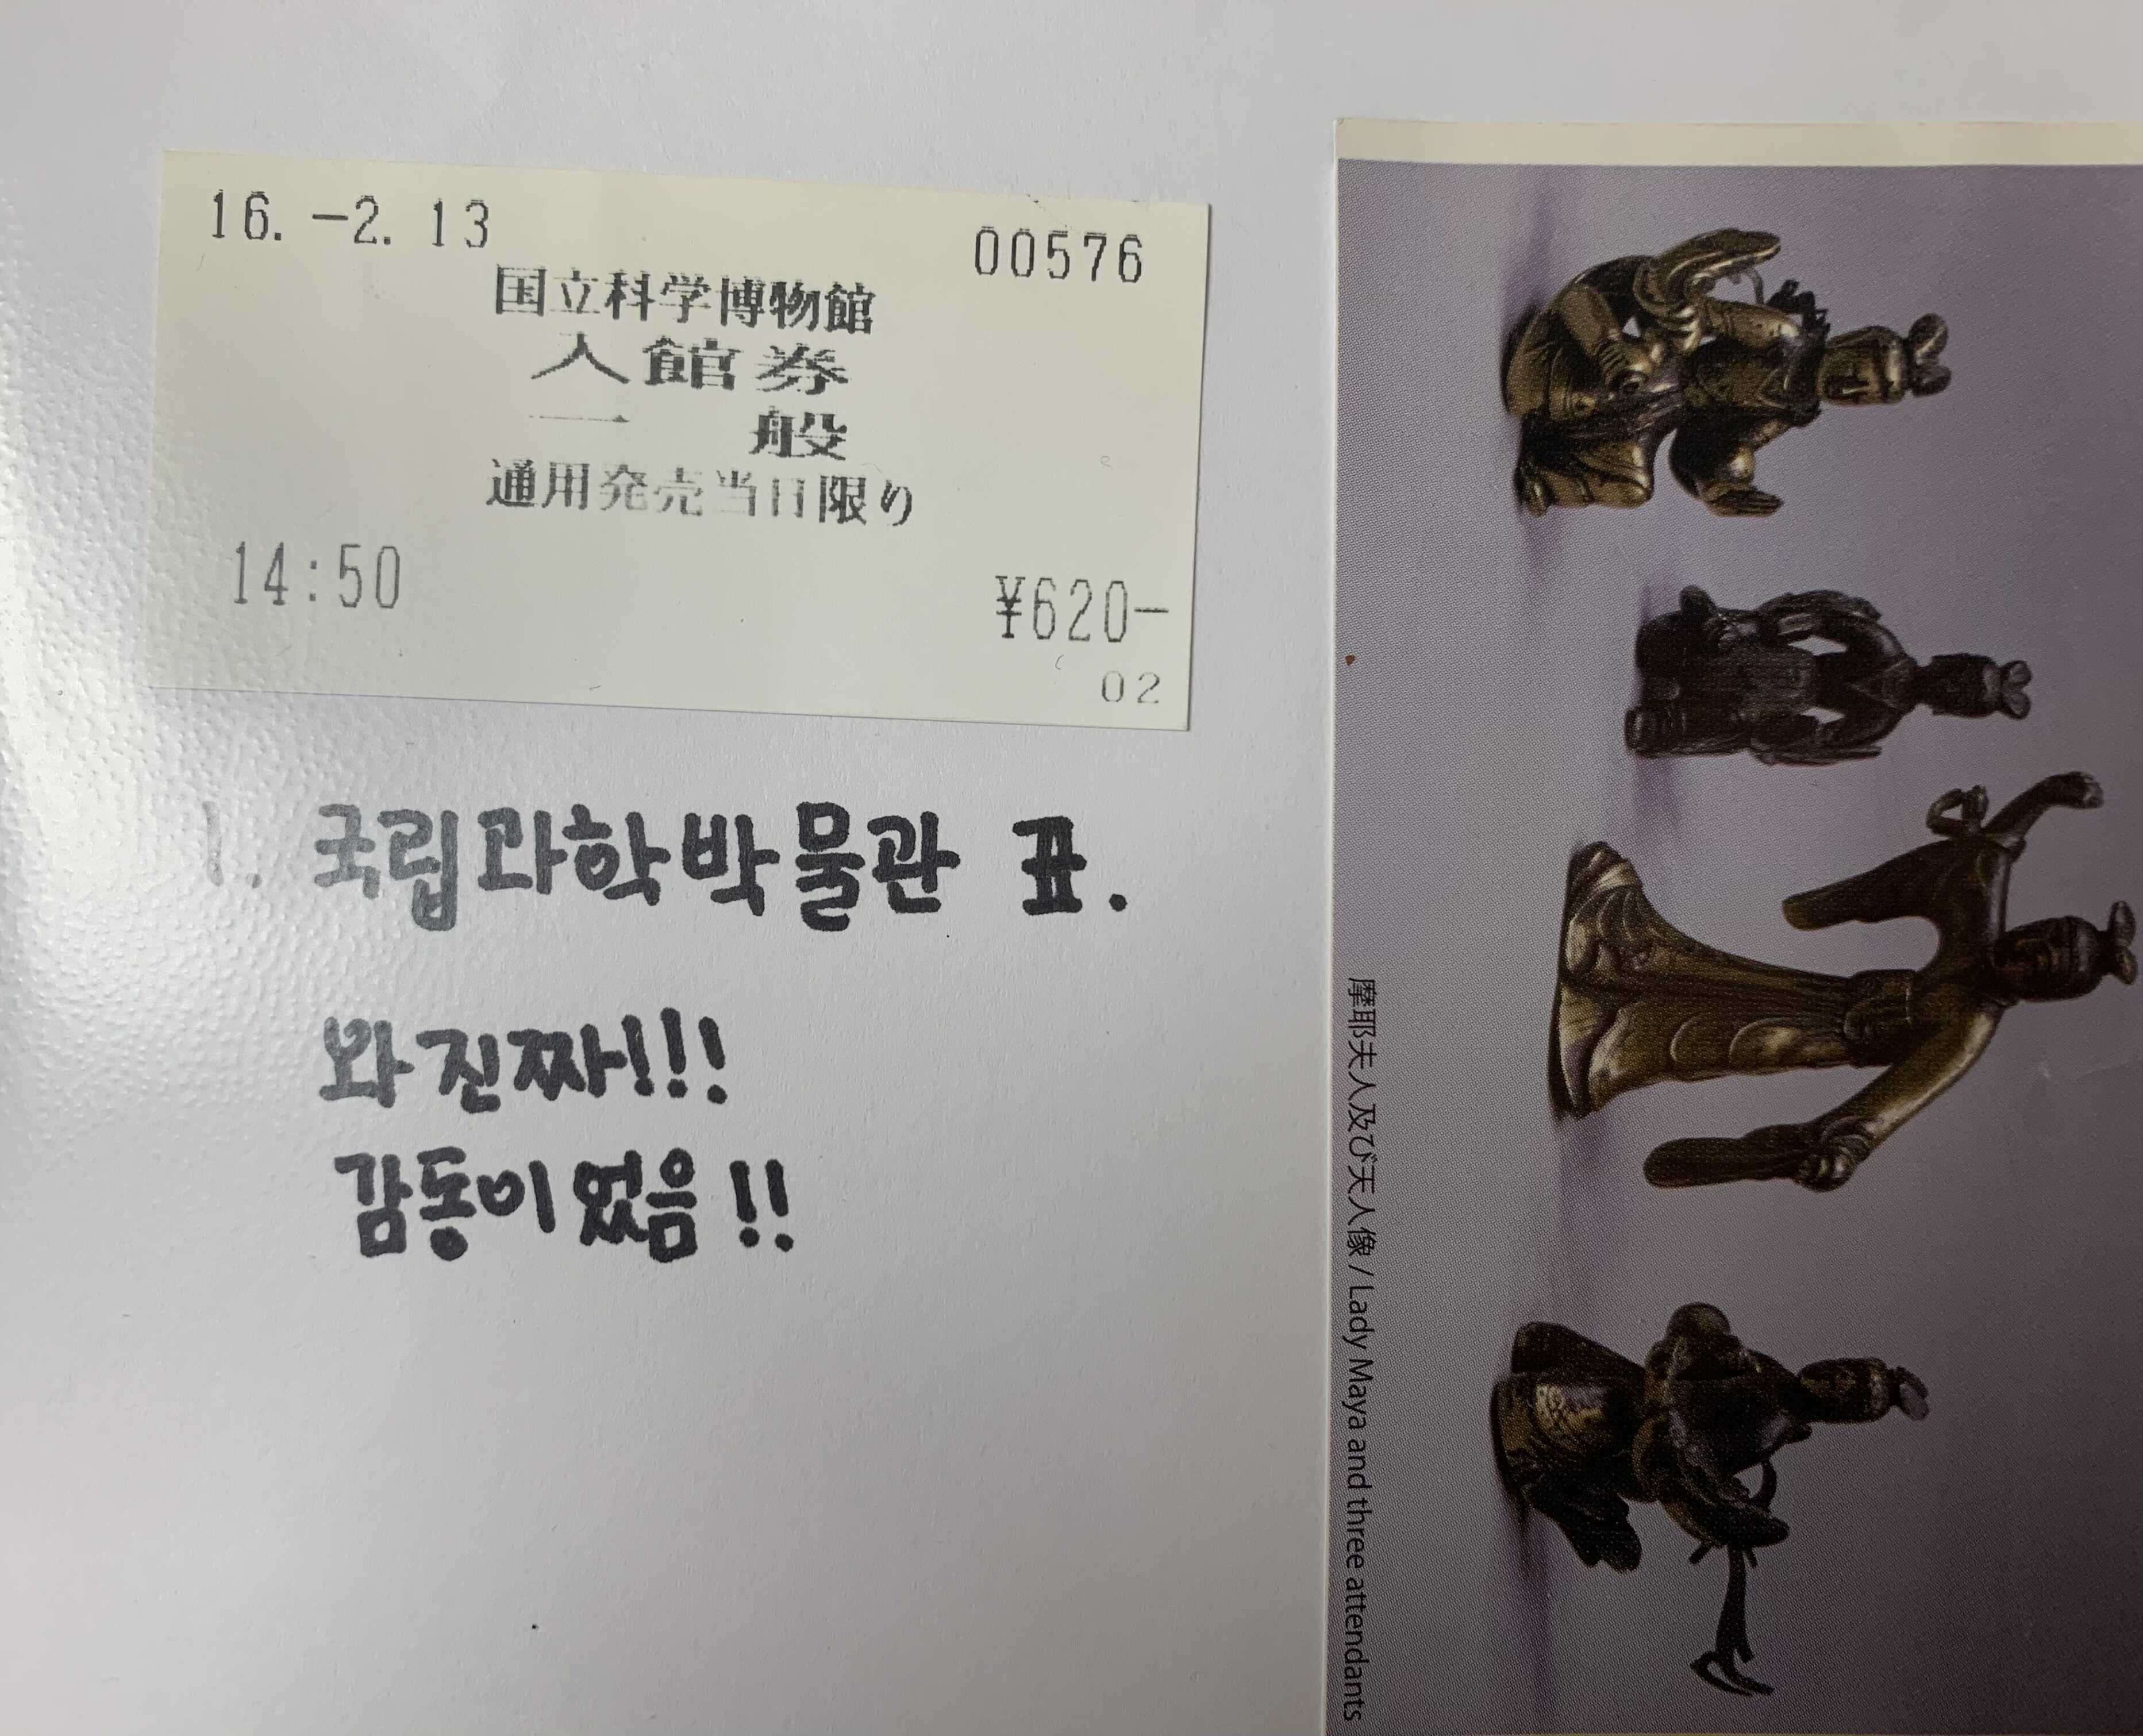 16.-2.13
00576
国立科学博物館
入館券
一 般
通用発売当日限り
14:50
¥620-
02
1. 국립과학박물관 표.
와 진짜!!!
감동이었음!!
摩耶夫人及び天人像 / Lady Maya and three attendants